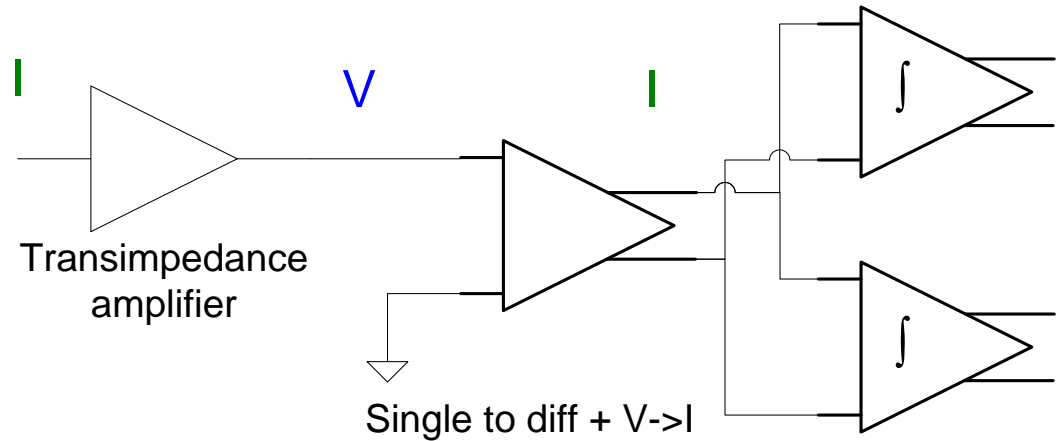 I
V
I
∫
Transimpedance
amplifier
∫
Single to diff + V->I